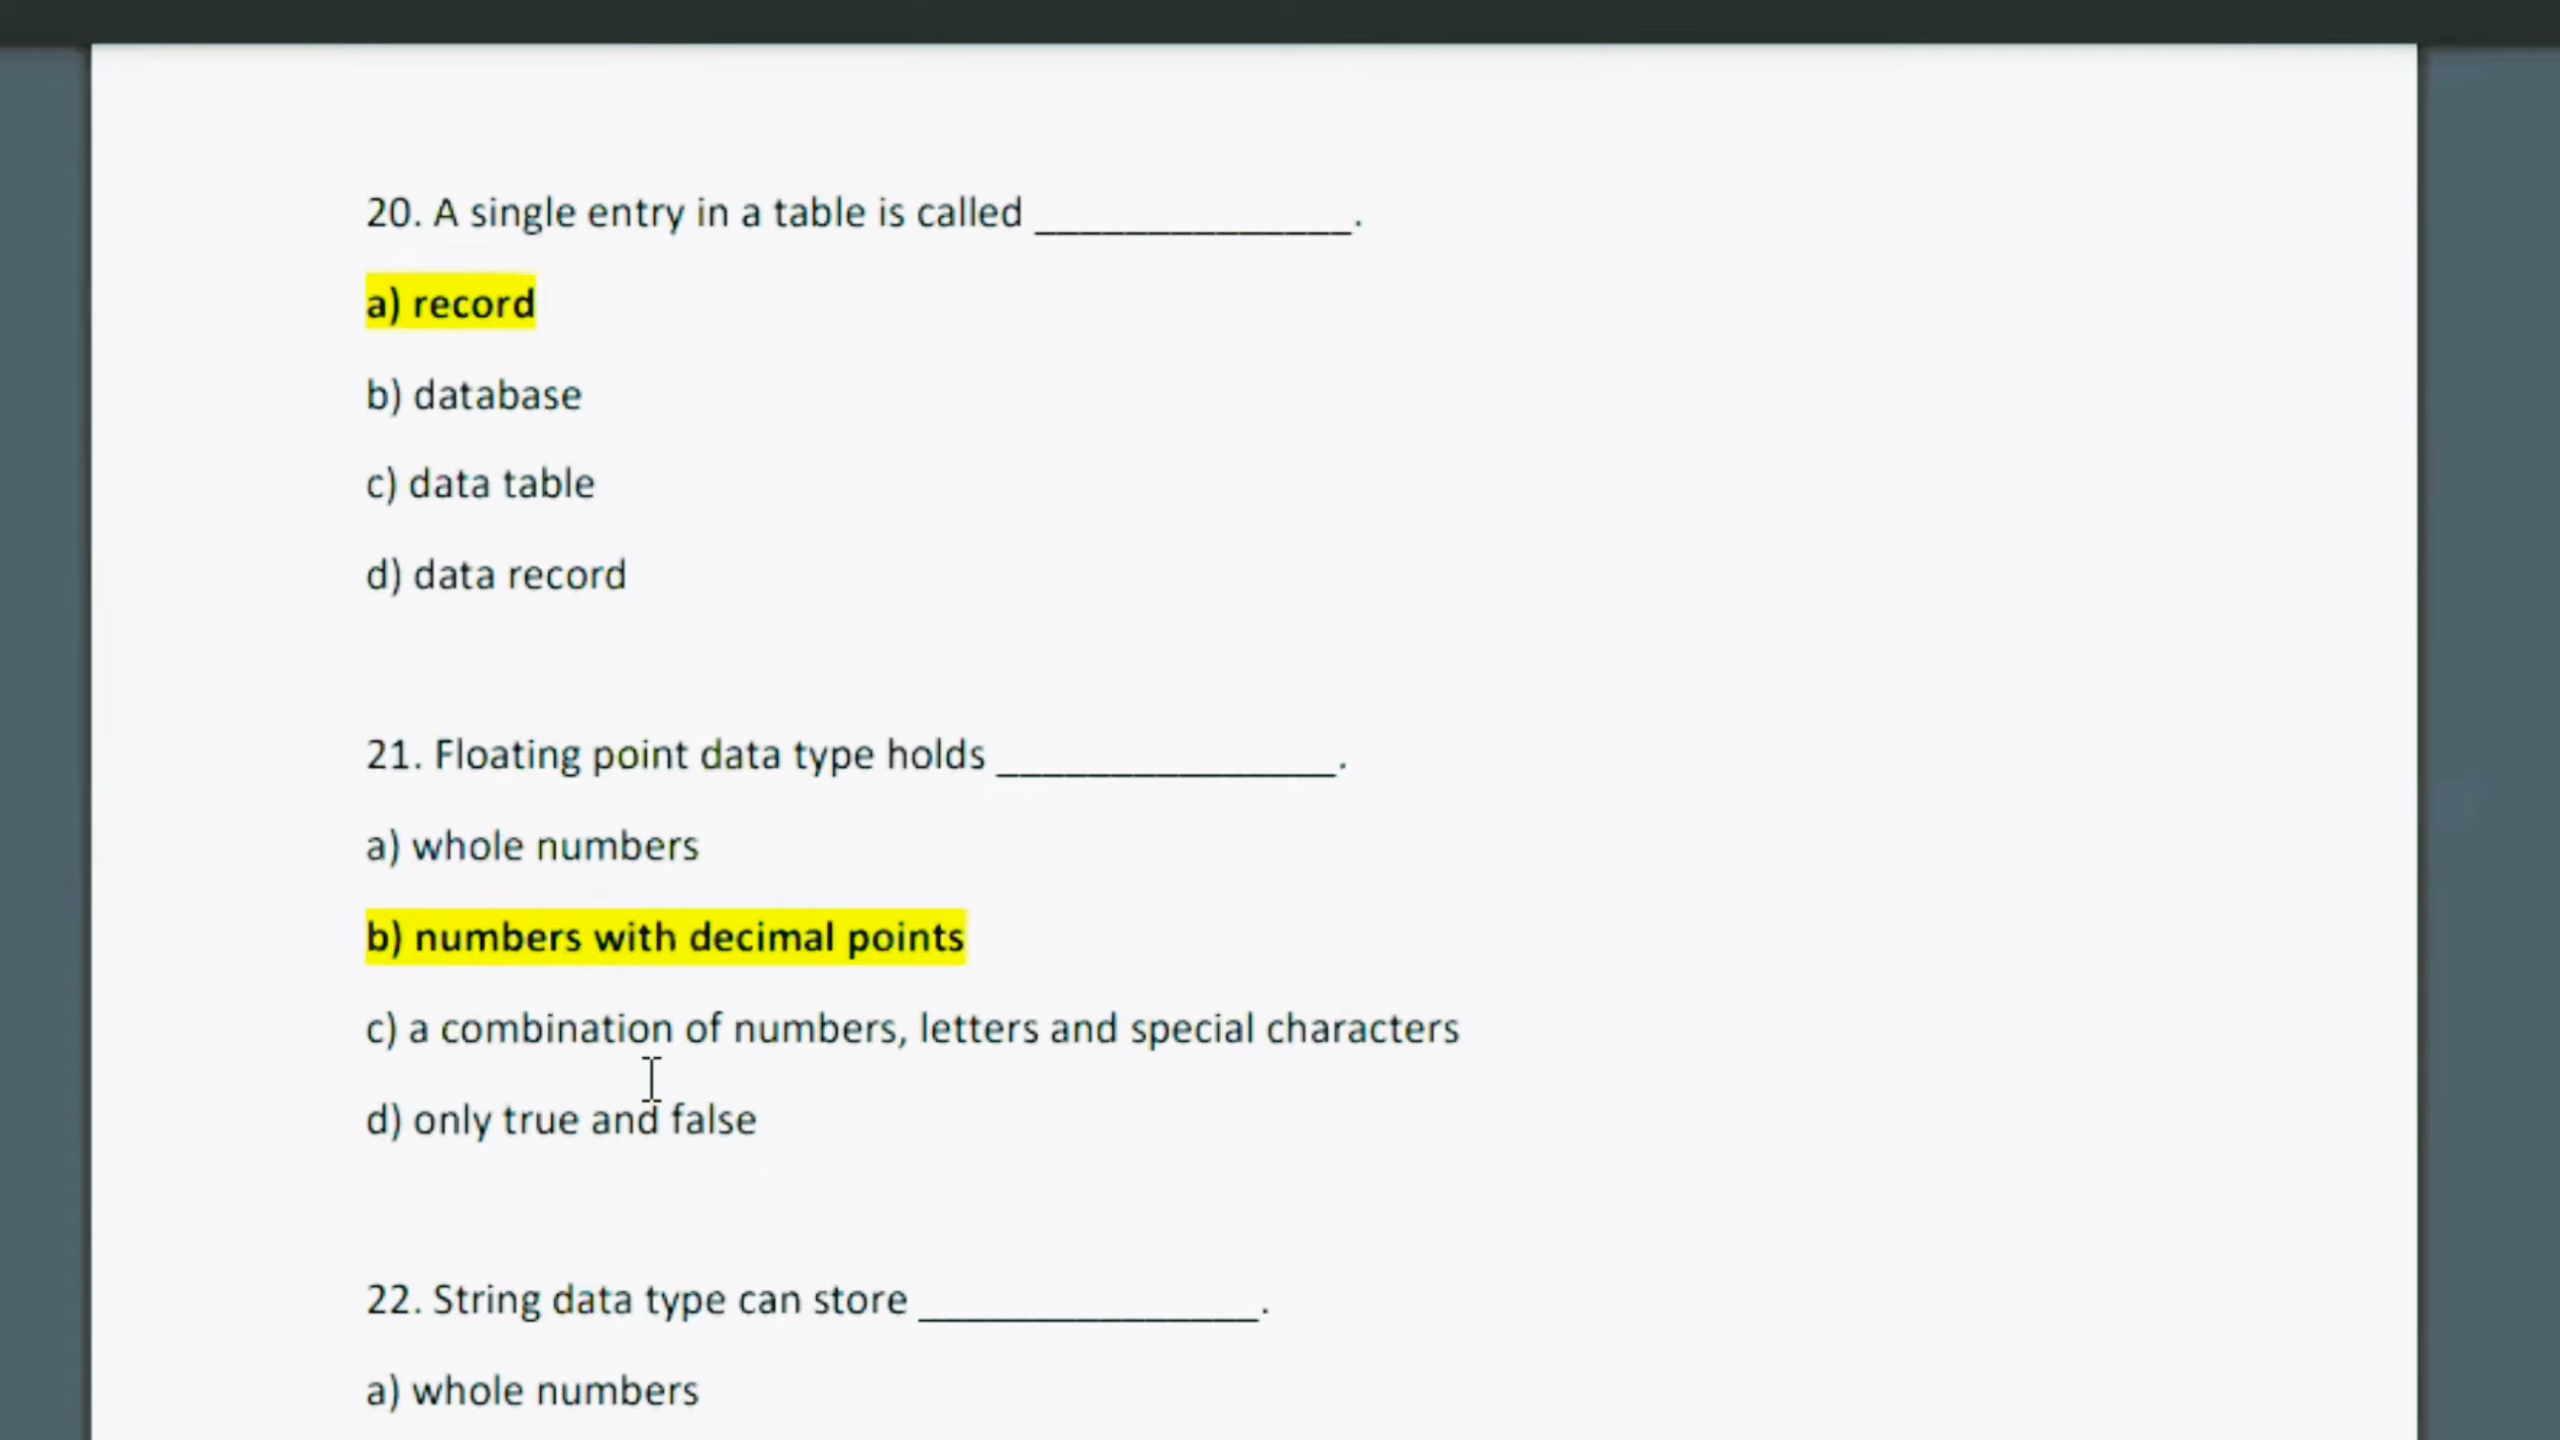 20. A single entry in a table is called ______________.
a) record
b) database
c) data table
d) data record
21. Floating point data type holds _______________.
a) whole numbers
b) numbers with decimal points
c) a combination of numbers, letters and special characters
d) only true and false
22. String data type can store _______________.
a) whole numbers